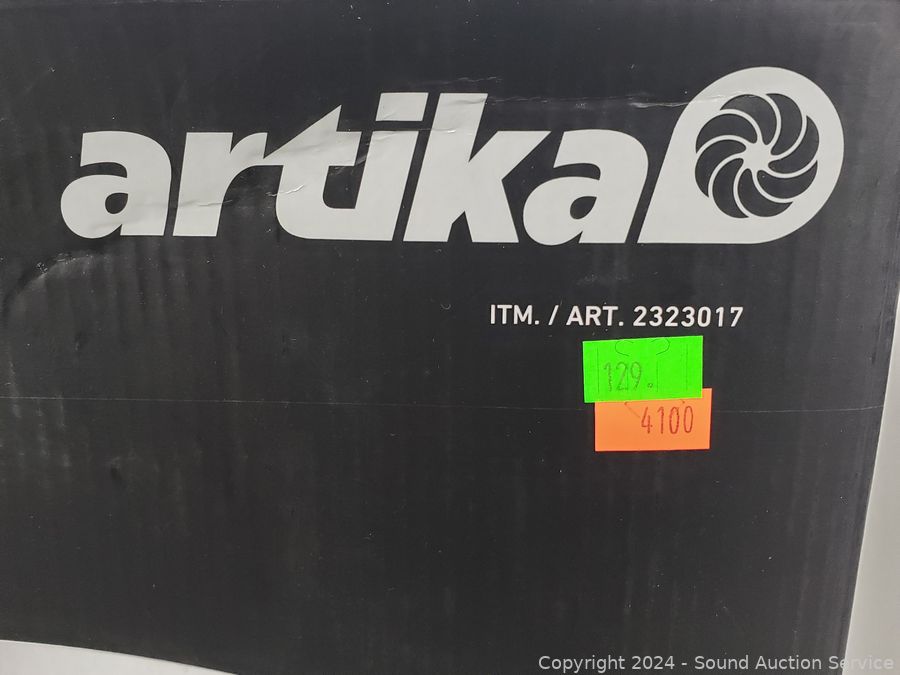 artika
ITM. / ART. 2323017
129.
4100
Copyright 2024 - Sound Auction Service